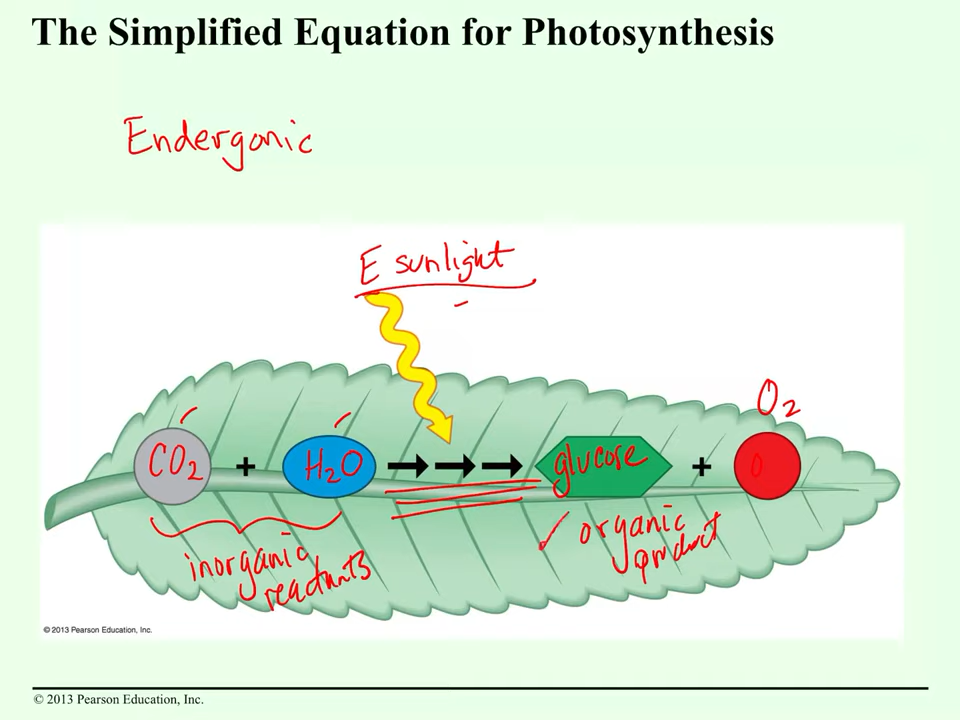 The Simplified Equation for Photosynthesis
Endergonic
E sunlight
O2
CO2 + H2O glucose + O
inorganic
reactants
organic
product
© 2013 Pearson Education, Inc.
© 2013 Pearson Education, Inc.